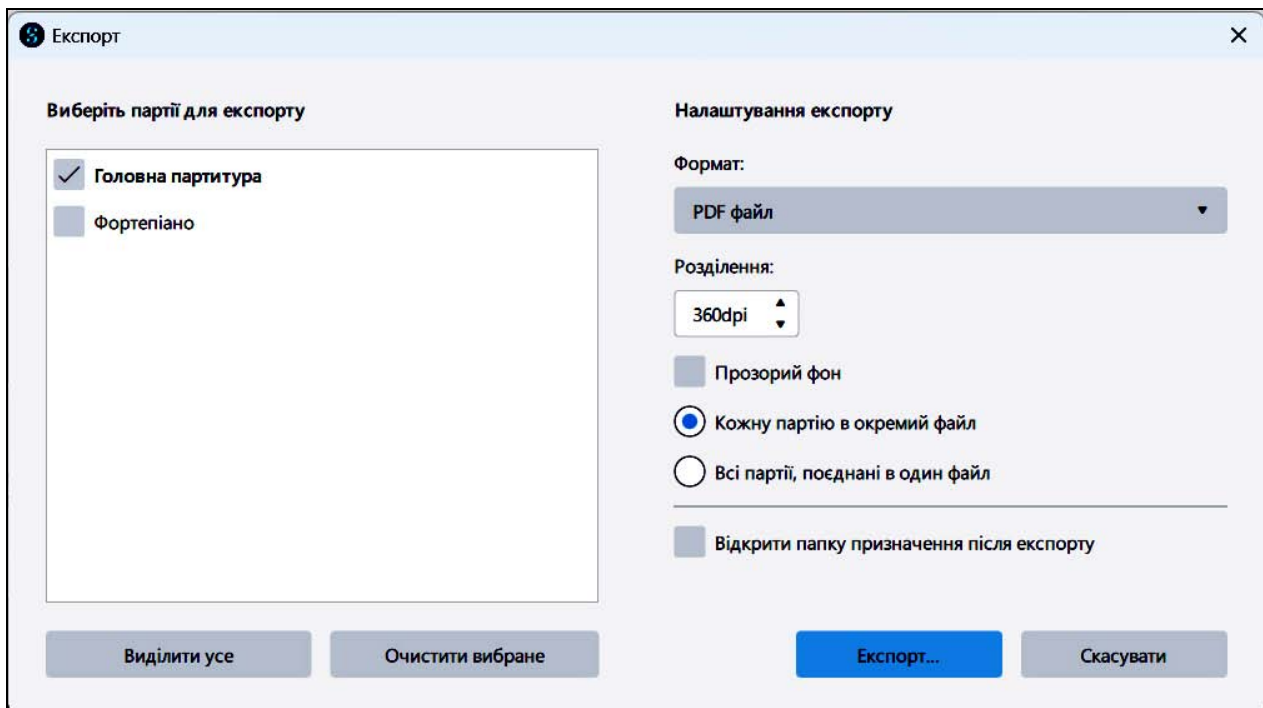 Експорт
Виберіть партії для експорту
Головна партитура
Фортепіано
Виділити усе
Очистити вибране
Налаштування експорту
Формат:
PDF файл
Розділення:
360dpi
Прозорий фон
Кожну партію в окремий файл
Всі партії, поєднані в один файл
Відкрити папку призначення після експорту
Експорт...
Скасувати